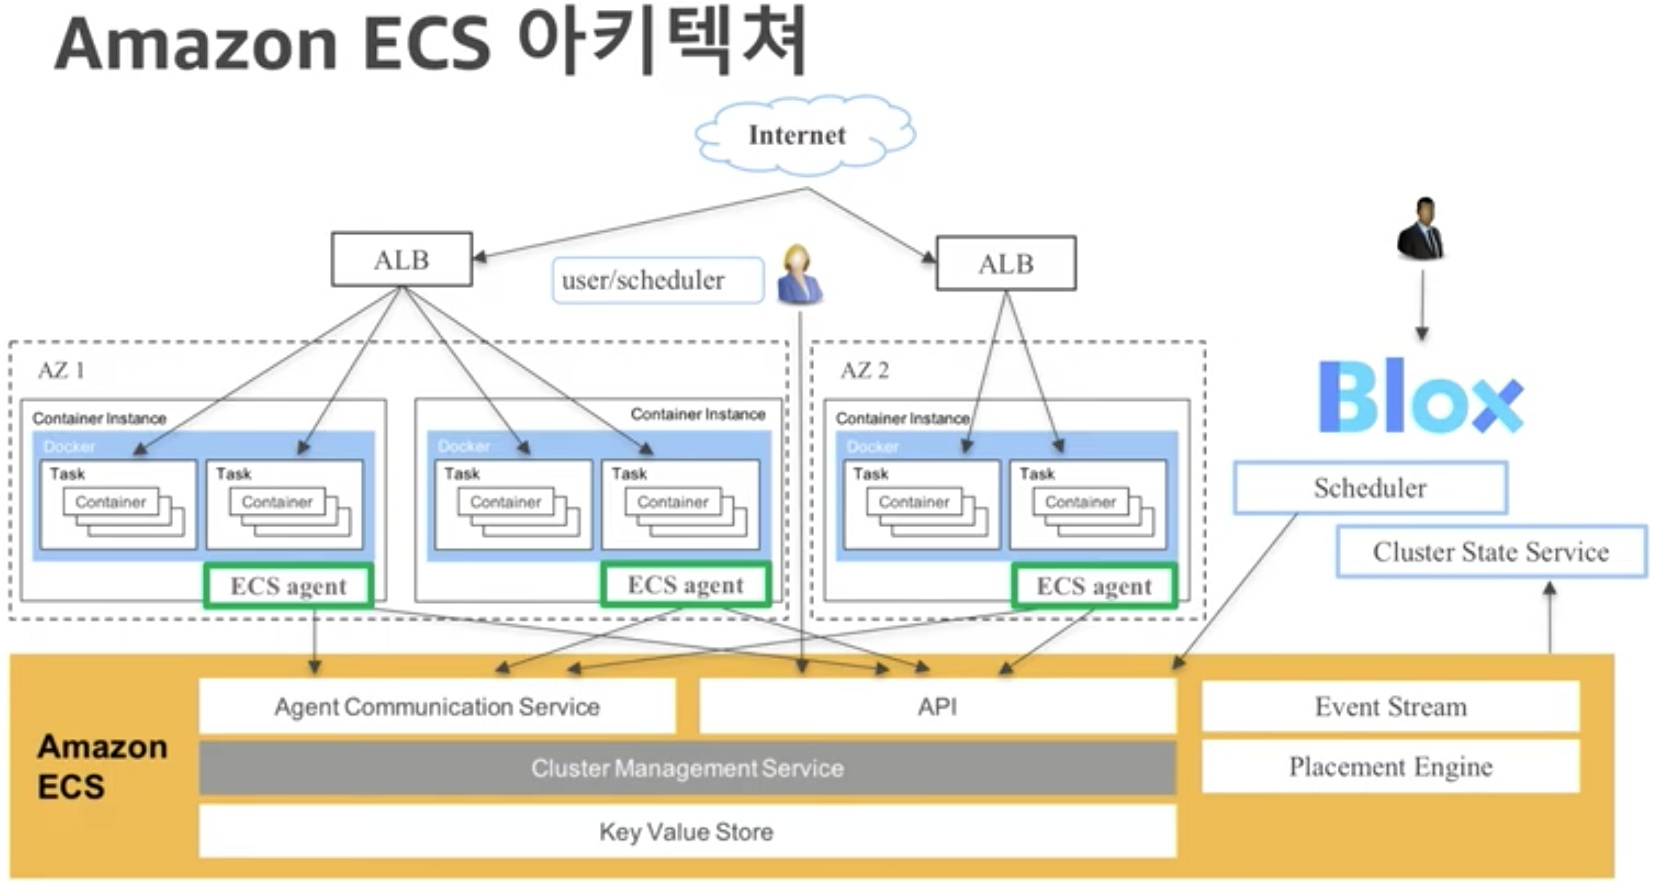 Amazon ECS 아키텍쳐
Internet
ALB
user/scheduler
ALB
AZ 1
Container Instance
Docker
Task
Container
Task
Container
ECS agent
Container Instance
Docker
Task
Container
Task
Container
ECS agent
AZ 2
Container Instance
Docker
Task
Container
Task
Container
ECS agent
Blox
Scheduler
Cluster State Service
Amazon
ECS
Agent Communication Service
API
Cluster Management Service
Key Value Store
Event Stream
Placement Engine